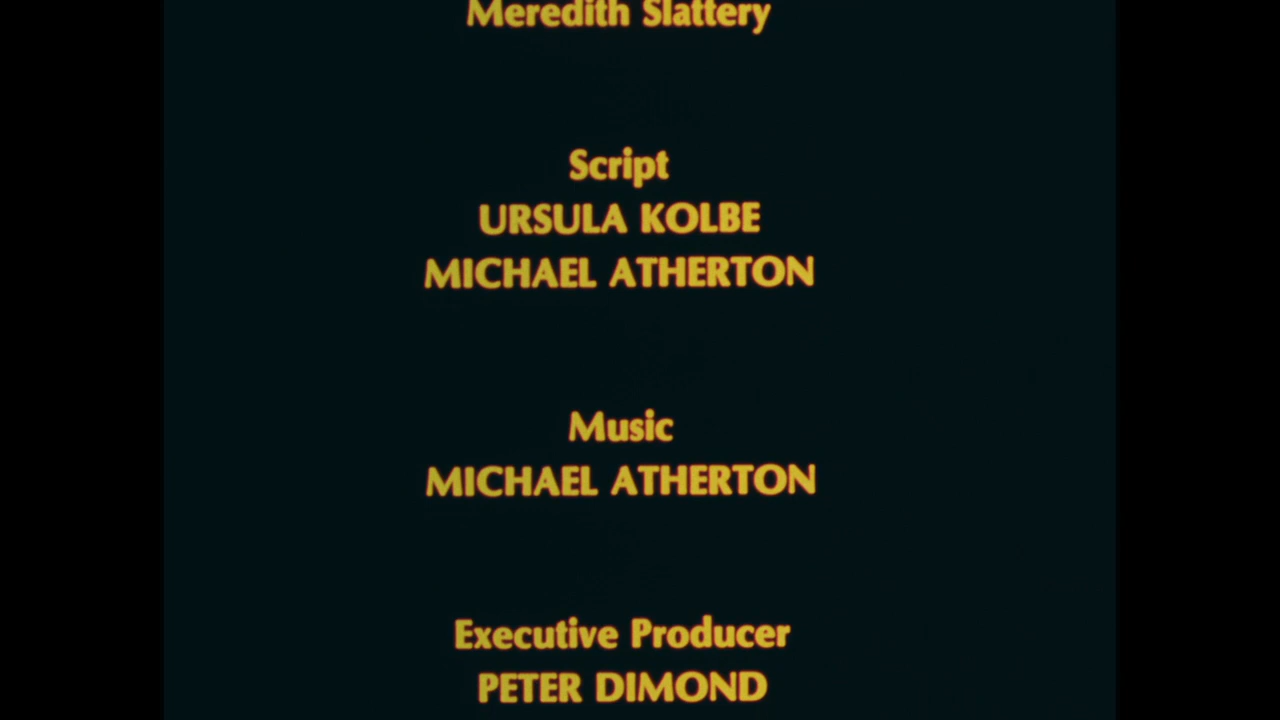 Meredith Slattery
Script
URSULA KOLBE
MICHAEL ATHERTON
Music
MICHAEL ATHERTON
Executive Producer
PETER DIMOND